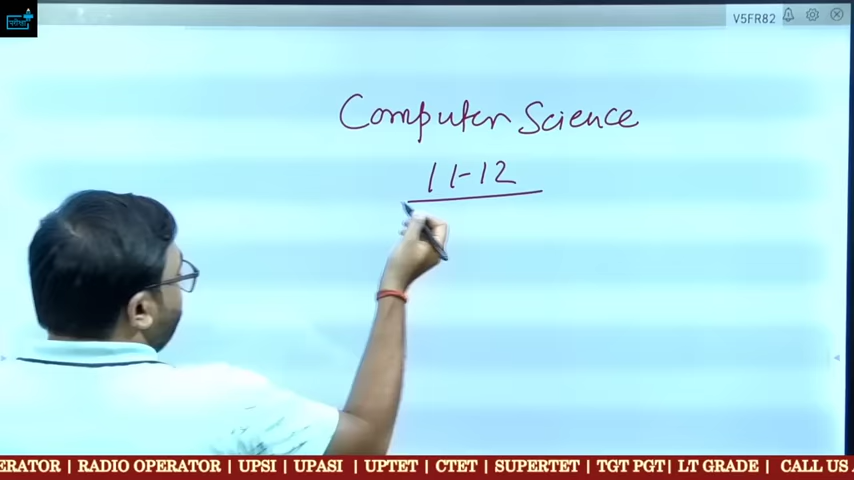 परीक्षा
V5FR82
Computer Science
11-12
ERATOR | RADIO OPERATOR | UPSI | UPASI | UPTET | CTET | SUPERTET | TGT PGT| LT GRADE | CALL US A